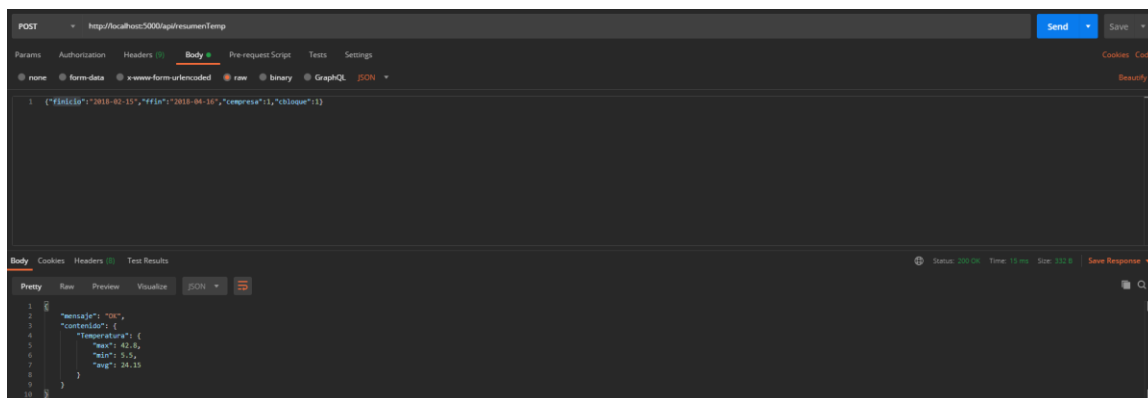 POST http://localhost:5000/api/resumenTemp Send Save
Params Authorization Headers (9) Body Pre-request Script Tests Settings Cookies Cod
none form-data x-www-form-urlencoded raw binary GraphQL JSON Beautify
1 {"finicio":"2018-02-15","ffin":"2018-04-16","cempresa":1,"cbloque":1}
Body Cookies Headers (8) Test Results Status: 200 OK Time: 15 ms Size: 332 B Save Response
Pretty Raw Preview Visualize JSON
1 {
2 "mensaje": "OK",
3 "contenido": {
4 "Temperatura": {
5 "max": 42.8,
6 "min": 5.5,
7 "avg": 24.15
8 }
9 }
10 }